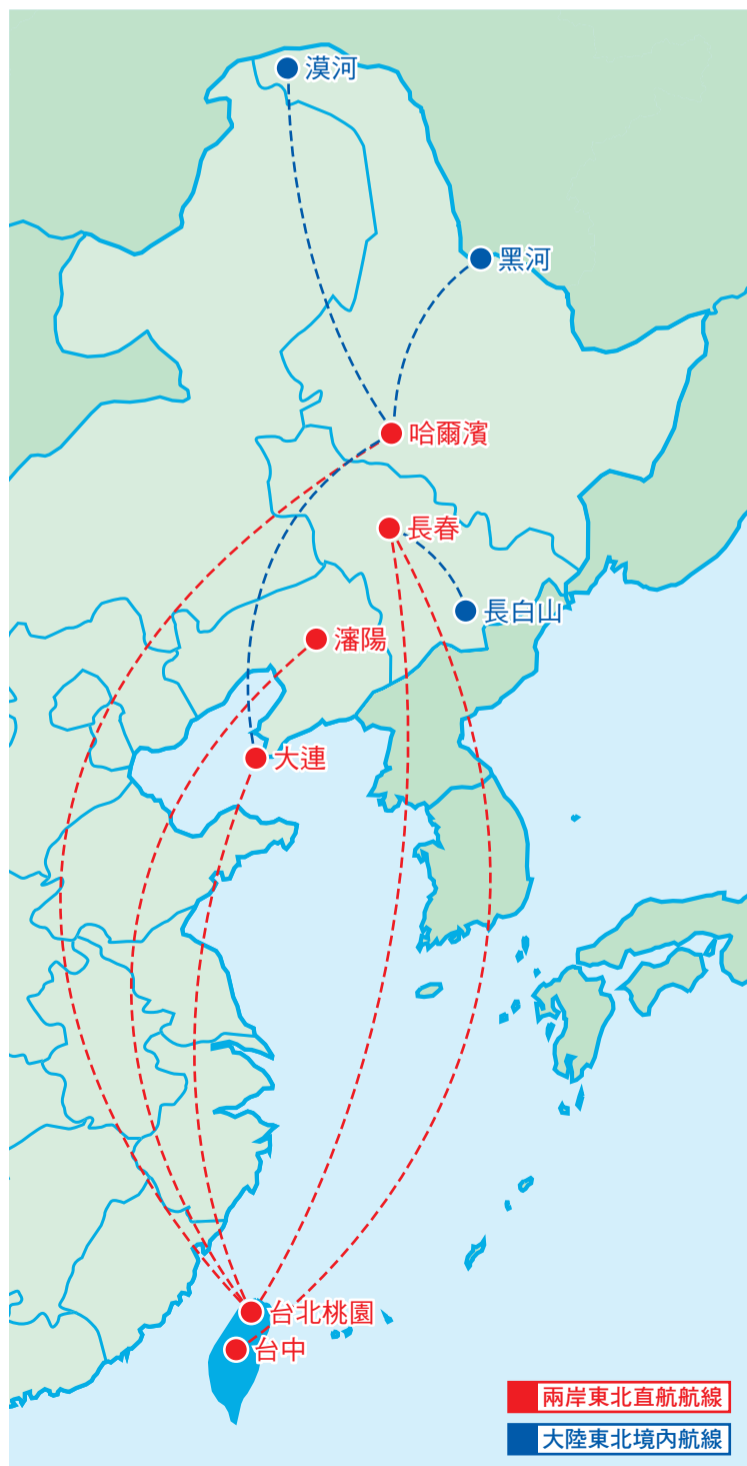 漠河
黑河
哈爾濱
長春
長白山
瀋陽
大連
台北桃園
台中
兩岸東北直航航線
大陸東北境內航線